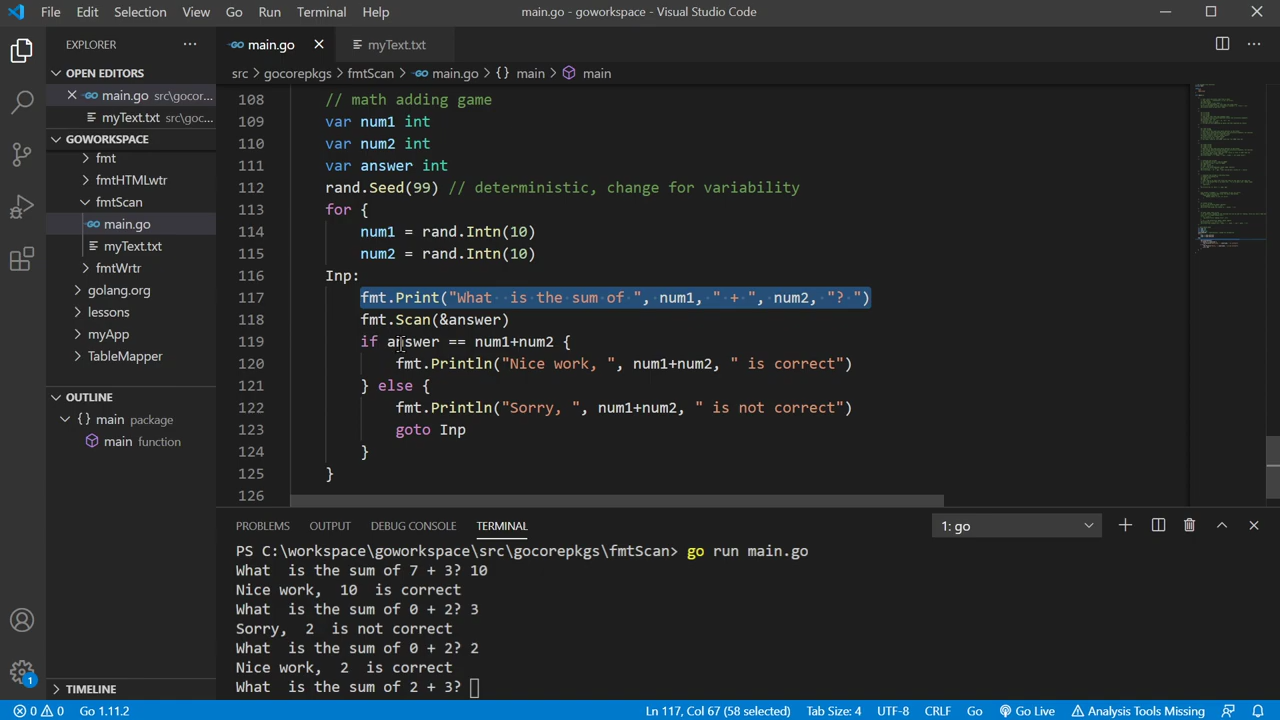 File Edit Selection View Go Run Terminal Help main.go - goworkspace - Visual Studio Code
EXPLORER
main.go myText.txt
src > gocorepkgs > fmtScan > main.go > {} main > main
OPEN EDITORS
main.go src\gocor...
myText.txt src\goc...
GOWORKSPACE
fmt
fmtHTMLwtr
fmtScan
main.go
myText.txt
fmtWrtr
golang.org
lessons
myApp
TableMapper
OUTLINE
{} main package
main function
TIMELINE
108 // math adding game
109 var num1 int
110 var num2 int
111 var answer int
112 rand.Seed(99) // deterministic, change for variability
113 for {
114 num1 = rand.Intn(10)
115 num2 = rand.Intn(10)
116 Inp:
117 fmt.Print("What  is the sum of ", num1, " + ", num2, "? ")
118 fmt.Scan(&answer)
119 if answer == num1+num2 {
120 fmt.Println("Nice work, ", num1+num2, " is correct")
121 } else {
122 fmt.Println("Sorry, ", num1+num2, " is not correct")
123 goto Inp
124 }
125 }
126
PROBLEMS OUTPUT DEBUG CONSOLE TERMINAL 1: go
PS C:\workspace\goworkspace\src\gocorepkgs\fmtScan> go run main.go
What  is the sum of 7 + 3? 10
Nice work,  10  is correct
What  is the sum of 0 + 2? 3
Sorry,  2  is not correct
What  is the sum of 0 + 2? 2
Nice work,  2  is correct
What  is the sum of 2 + 3?
1
0 0 Go 1.11.2 Ln 117, Col 67 (58 selected) Tab Size: 4 UTF-8 CRLF Go Go Live Analysis Tools Missing